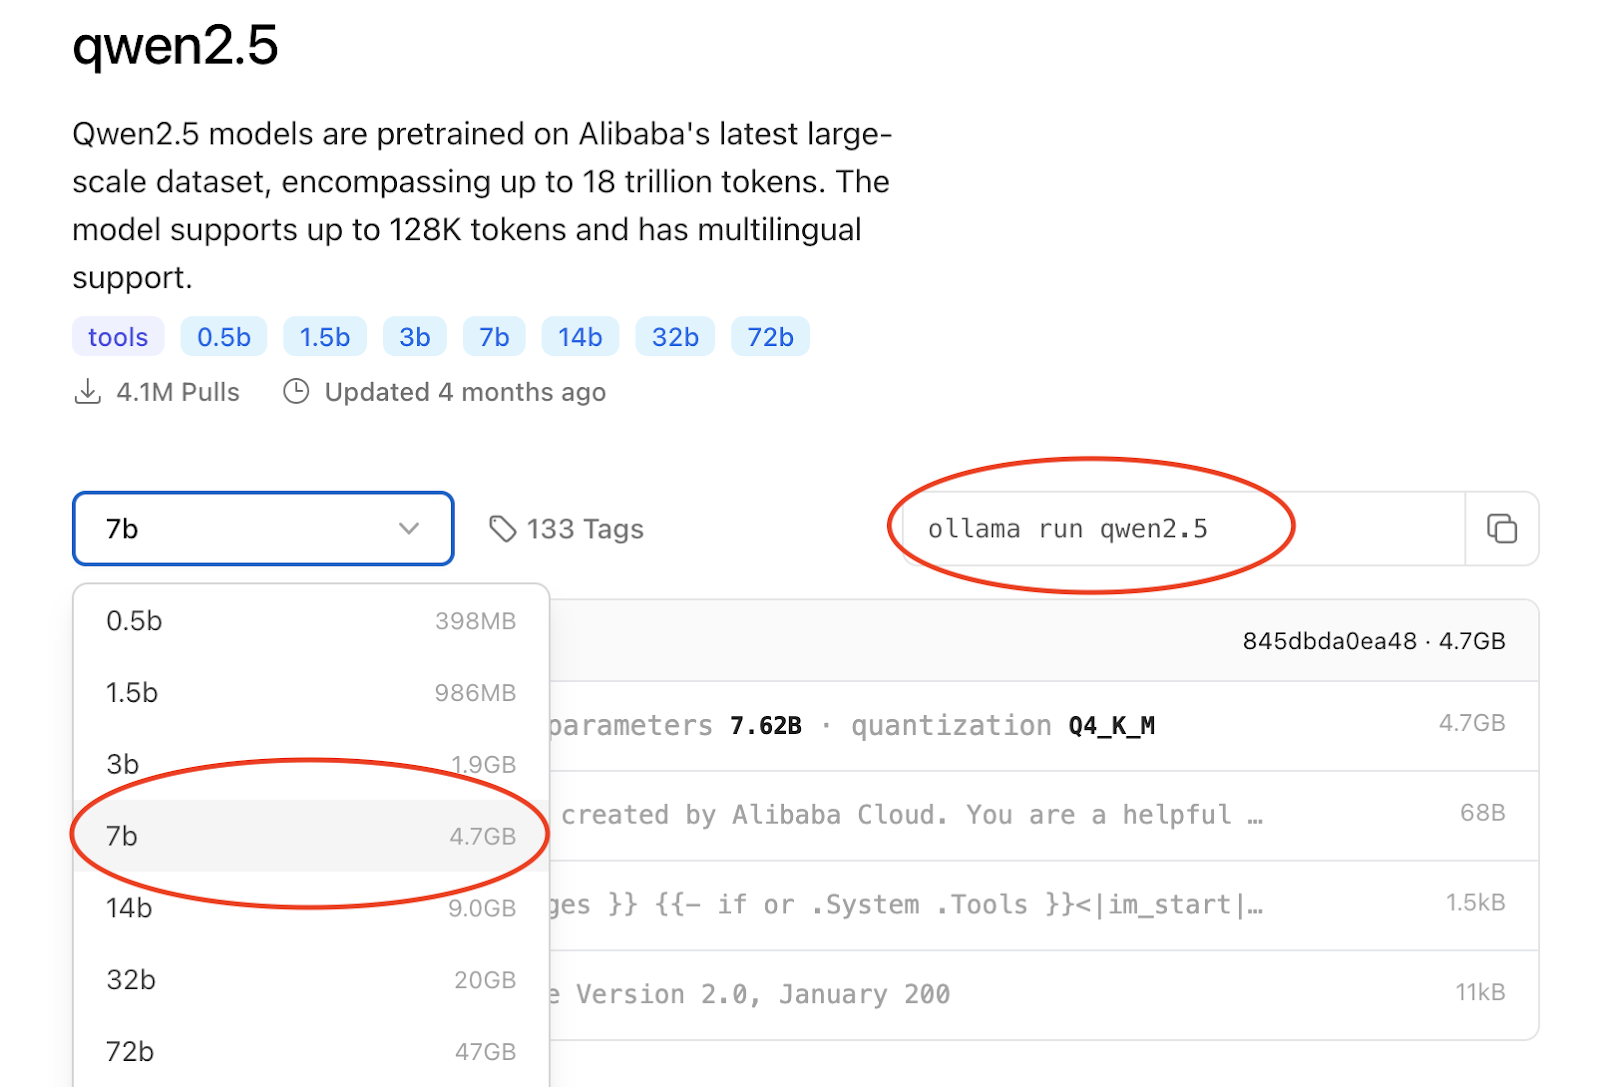 qwen2.5
Qwen2.5 models are pretrained on Alibaba's latest large-
scale dataset, encompassing up to 18 trillion tokens. The
model supports up to 128K tokens and has multilingual
support.
tools 0.5b 1.5b 3b 7b 14b 32b 72b
4.1M Pulls Updated 4 months ago
7b 133 Tags ollama run qwen2.5
0.5b 398MB
845dbda0ea48 · 4.7GB
1.5b 986MB
parameters 7.62B · quantization Q4_K_M 4.7GB
3b 1.9GB
created by Alibaba Cloud. You are a helpful … 68B
7b 4.7GB
14b 9.0GB
}} {{- if or .System .Tools }}<|im_start|… 1.5kB
32b 20GB
Version 2.0, January 200 11kB
72b 47GB